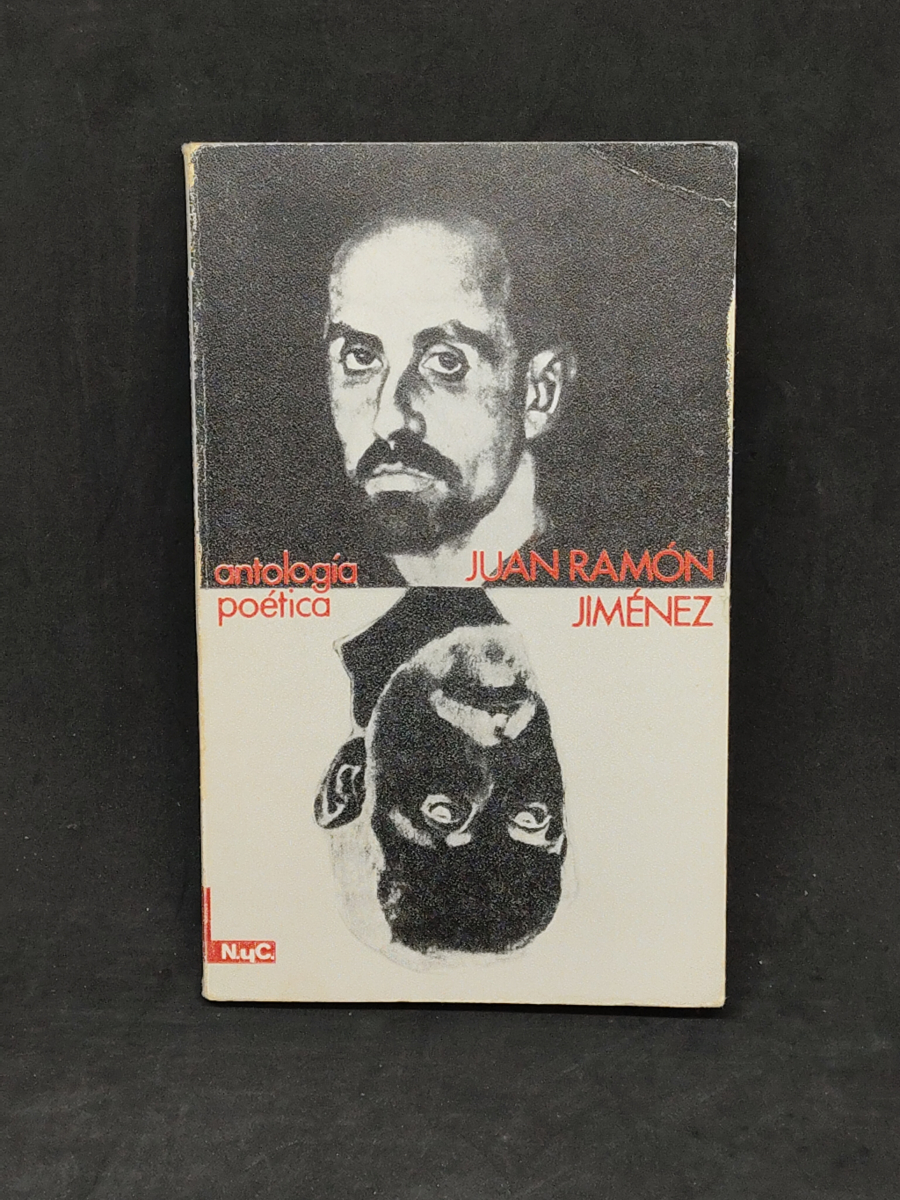 antología
poética
JUAN RAMÓN
JIMÉNEZ
N.yC.